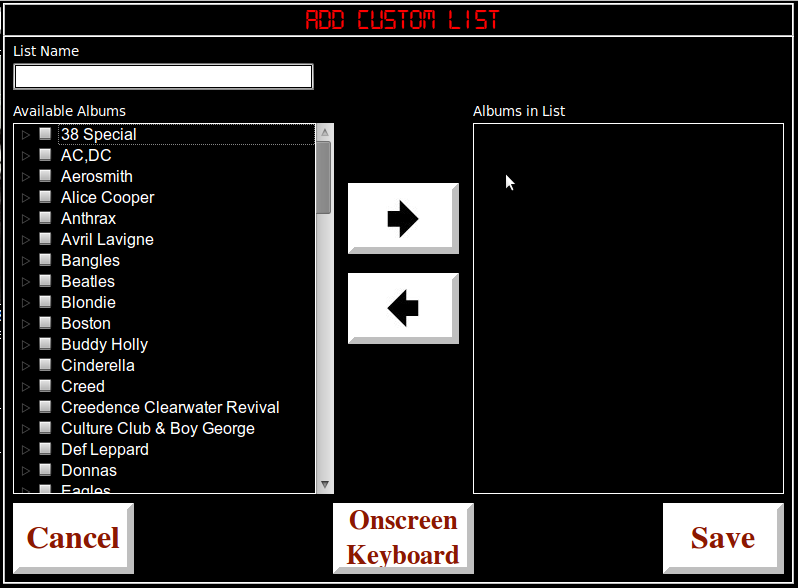 ADD CUSTOM LIST
List Name
Available Albums
Albums in List
38 Special
AC,DC
Aerosmith
Alice Cooper
Anthrax
Avril Lavigne
Bangles
Beatles
Blondie
Boston
Buddy Holly
Cinderella
Creed
Creedence Clearwater Revival
Culture Club & Boy George
Def Leppard
Donnas
Eagles
Cancel
Onscreen
Keyboard
Save